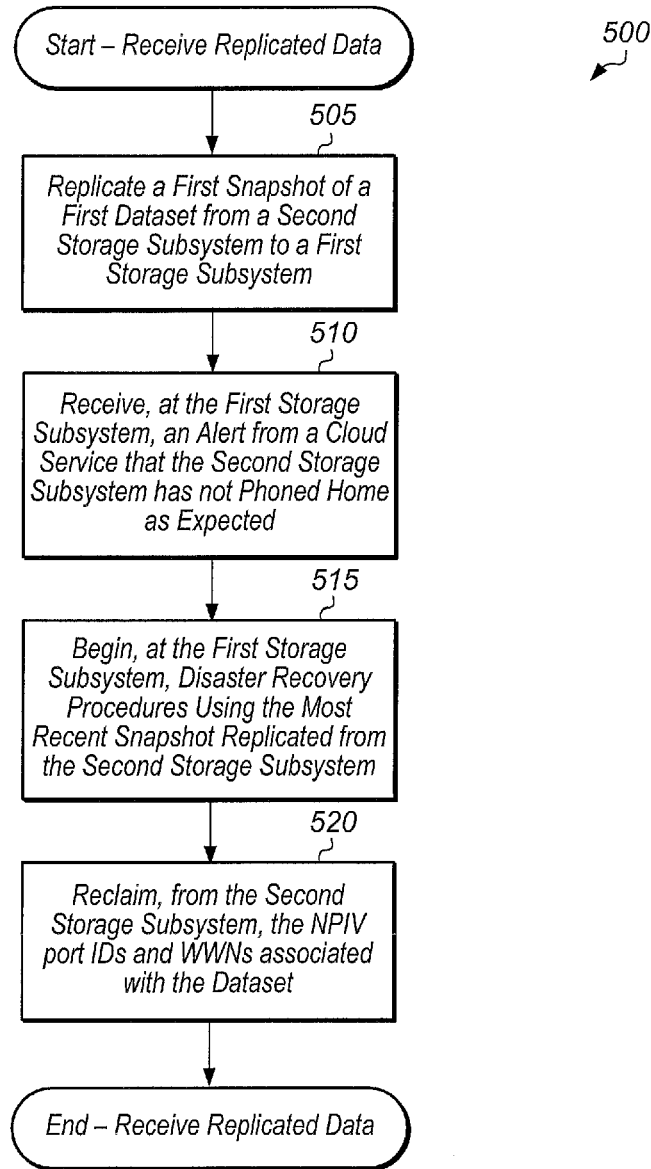 Start – Receive Replicated Data
500
505
Replicate a First Snapshot of a
First Dataset from a Second
Storage Subsystem to a First
Storage Subsystem
510
Receive, at the First Storage
Subsystem, an Alert from a Cloud
Service that the Second Storage
Subsystem has not Phoned Home
as Expected
515
Begin, at the First Storage
Subsystem, Disaster Recovery
Procedures Using the Most
Recent Snapshot Replicated from
the Second Storage Subsystem
520
Reclaim, from the Second
Storage Subsystem, the NPIV
port IDs and WWNs associated
with the Dataset
End – Receive Replicated Data